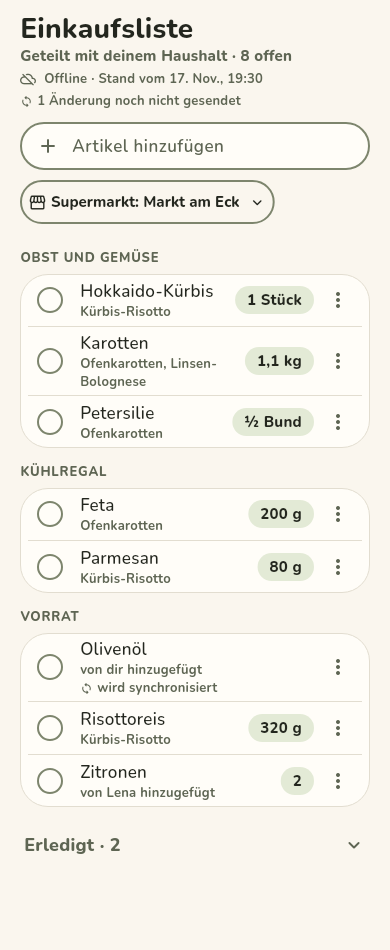 Einkaufsliste
Geteilt mit deinem Haushalt · 8 offen
Offline · Stand vom 17. Nov., 19:30
1 Änderung noch nicht gesendet
Artikel hinzufügen
Supermarkt: Markt am Eck
OBST UND GEMÜSE
Hokkaido-Kürbis
Kürbis-Risotto
1 Stück
Karotten
Ofenkarotten, Linsen-
Bolognese
1,1 kg
Petersilie
Ofenkarotten
½ Bund
KÜHLREGAL
Feta
Ofenkarotten
200 g
Parmesan
Kürbis-Risotto
80 g
VORRAT
Olivenöl
von dir hinzugefügt
wird synchronisiert
Risottoreis
Kürbis-Risotto
320 g
Zitronen
von Lena hinzugefügt
2
Erledigt · 2